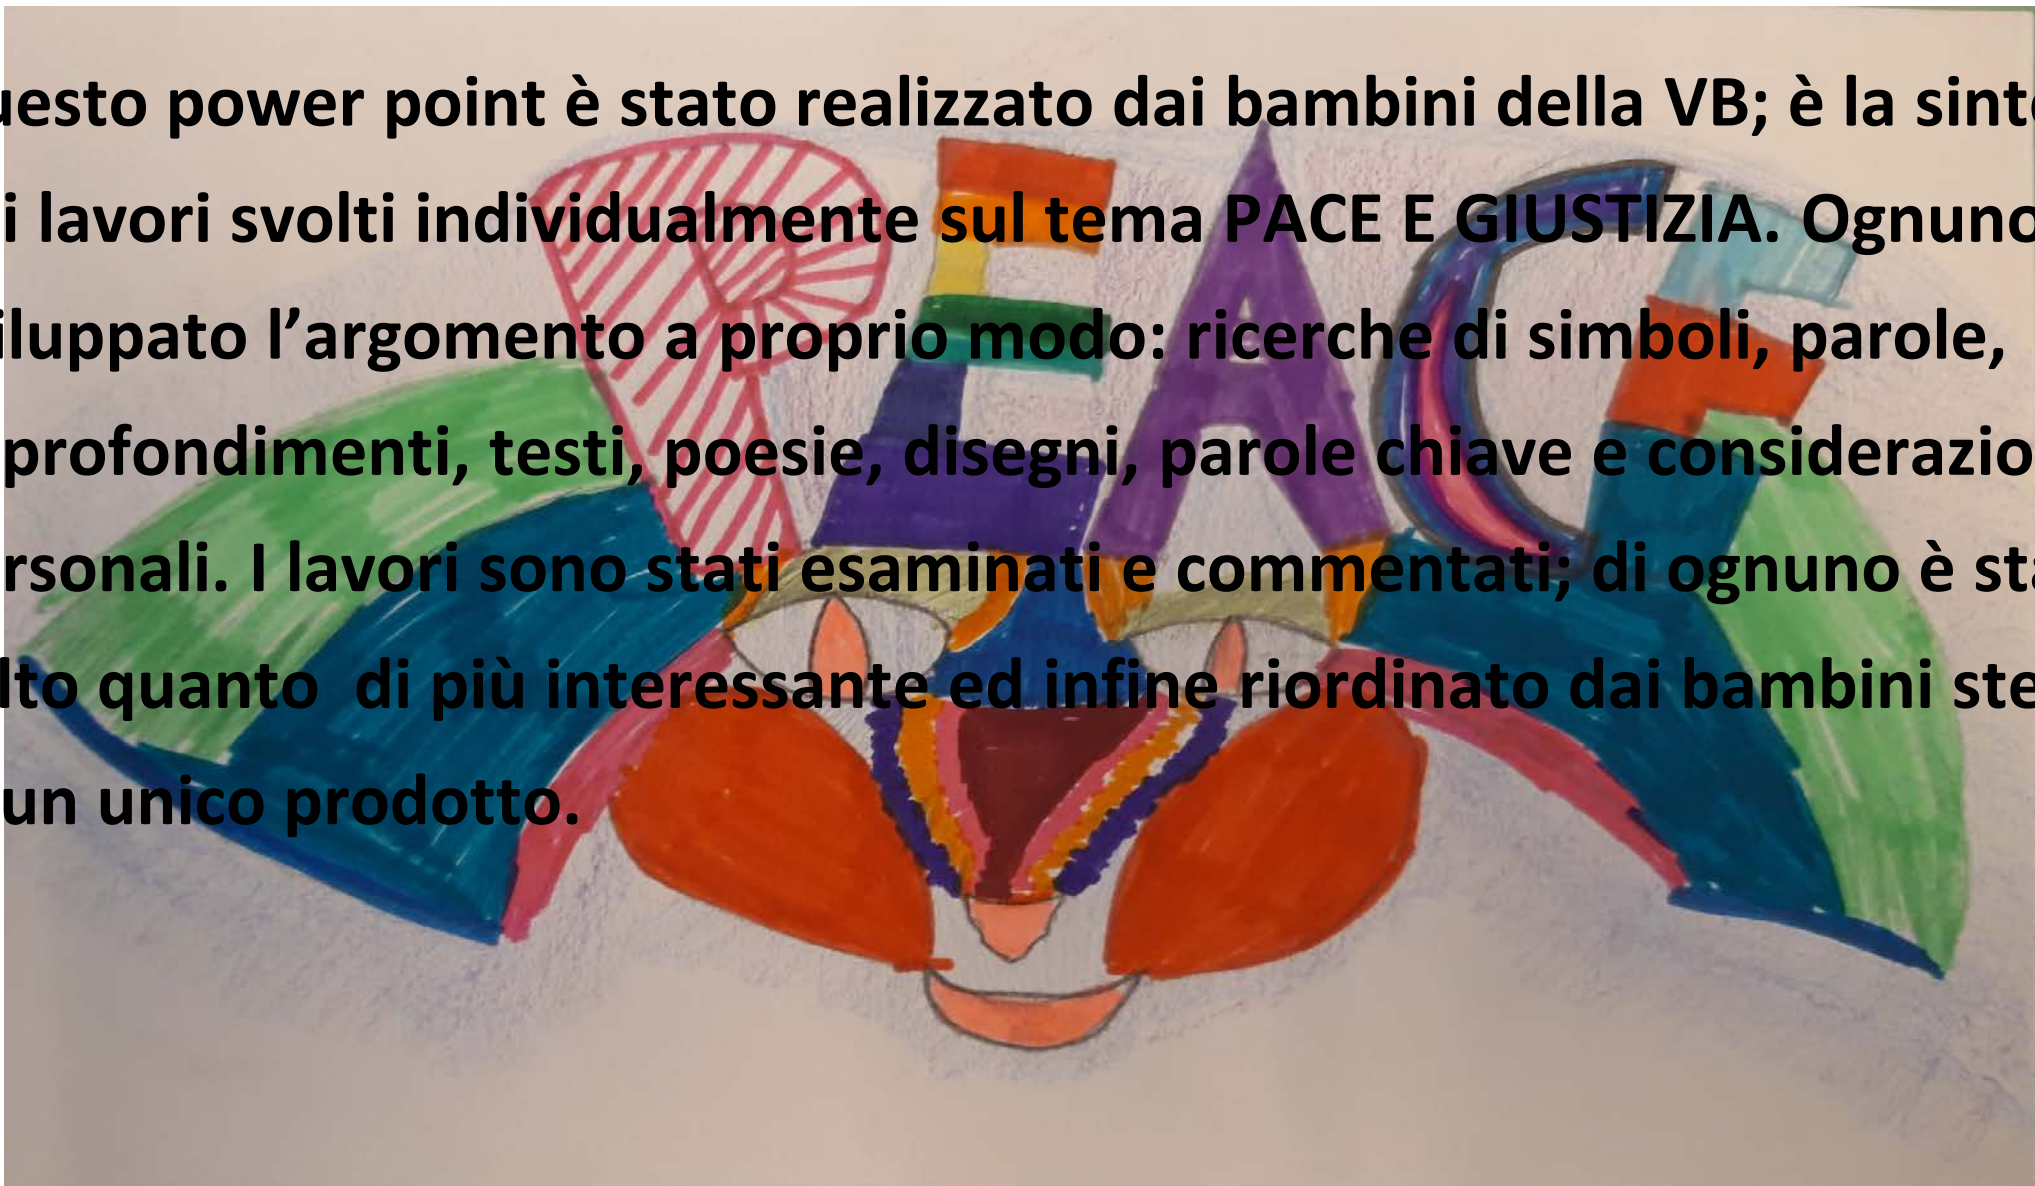 uesto power point è stato realizzato dai bambini della VB; è la sint
i lavori svolti individualmente sul tema PACE E GIUSTIZIA. Ognuno
iluppato l’argomento a proprio modo: ricerche di simboli, parole,
profondimenti, testi, poesie, disegni, parole chiave e considerazio
rsonali. I lavori sono stati esaminati e commentati; di ognuno è sta
lto quanto di più interessante ed infine riordinato dai bambini ste
un unico prodotto.
PEACE